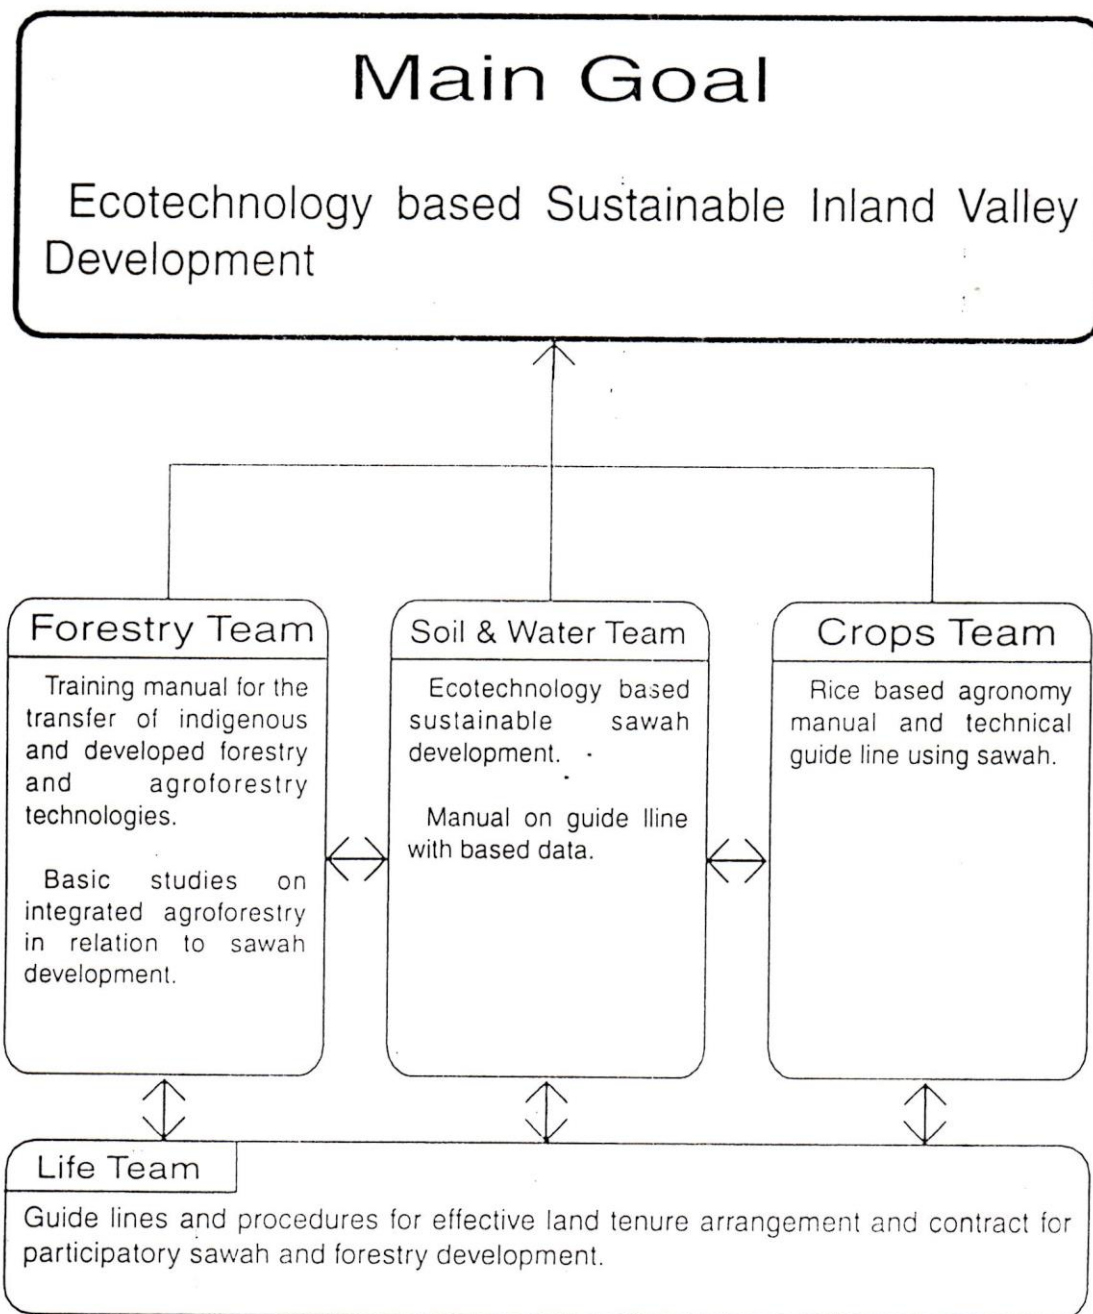 Main Goal
Ecotechnology based Sustainable Inland Valley
Development
Forestry Team
Training manual for the
transfer of indigenous
and developed forestry
and agroforestry
technologies.
Basic studies on
integrated agroforestry
in relation to sawah
development.
Soil & Water Team
Ecotechnology based
sustainable sawah
development.
Manual on guide lline
with based data.
Crops Team
Rice based agronomy
manual and technical
guide line using sawah.
Life Team
Guide lines and procedures for effective land tenure arrangement and contract for
participatory sawah and forestry development.